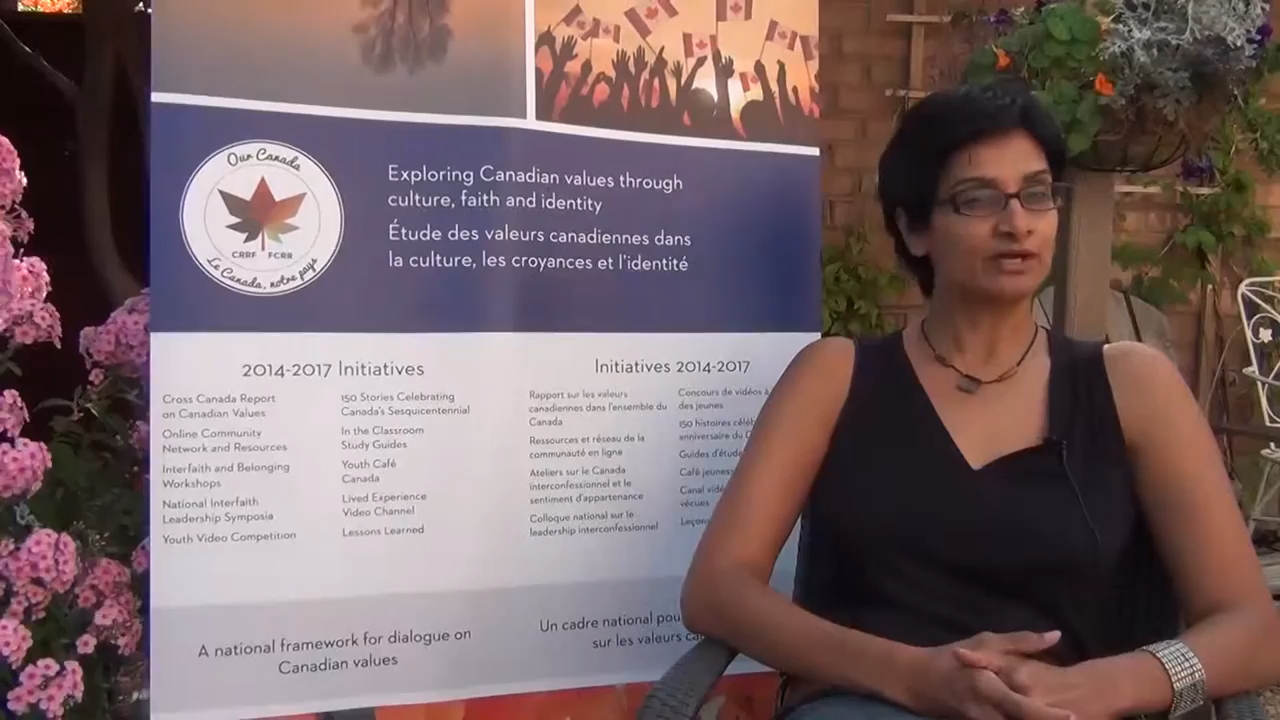 Our Canada
CRRF FCRR
Le Canada, notre pays
Exploring Canadian values through
culture, faith and identity
Étude des valeurs canadiennes dans
la culture, les croyances et l'identité
2014-2017 Initiatives
Cross Canada Report
on Canadian Values
Online Community
Network and Resources
Interfaith and Belonging
Workshops
National Interfaith
Leadership Symposia
Youth Video Competition
150 Stories Celebrating
Canada's Sesquicentennial
In the Classroom
Study Guides
Youth Café
Canada
Lived Experience
Video Channel
Lessons Learned
Initiatives 2014-2017
Rapport sur les valeurs
canadiennes dans l'ensemble du
Canada
Ressources et réseau de la
communauté en ligne
Ateliers sur le Canada
interconfessionnel et le
sentiment d'appartenance
Colloque national sur le
leadership interconfessionnel
Concours de vidéos à
des jeunes
150 histoires
anniversaire du
Guides
Café
Canal
vécues
A national framework for dialogue on
Canadian values
Un cadre national
sur les valeurs